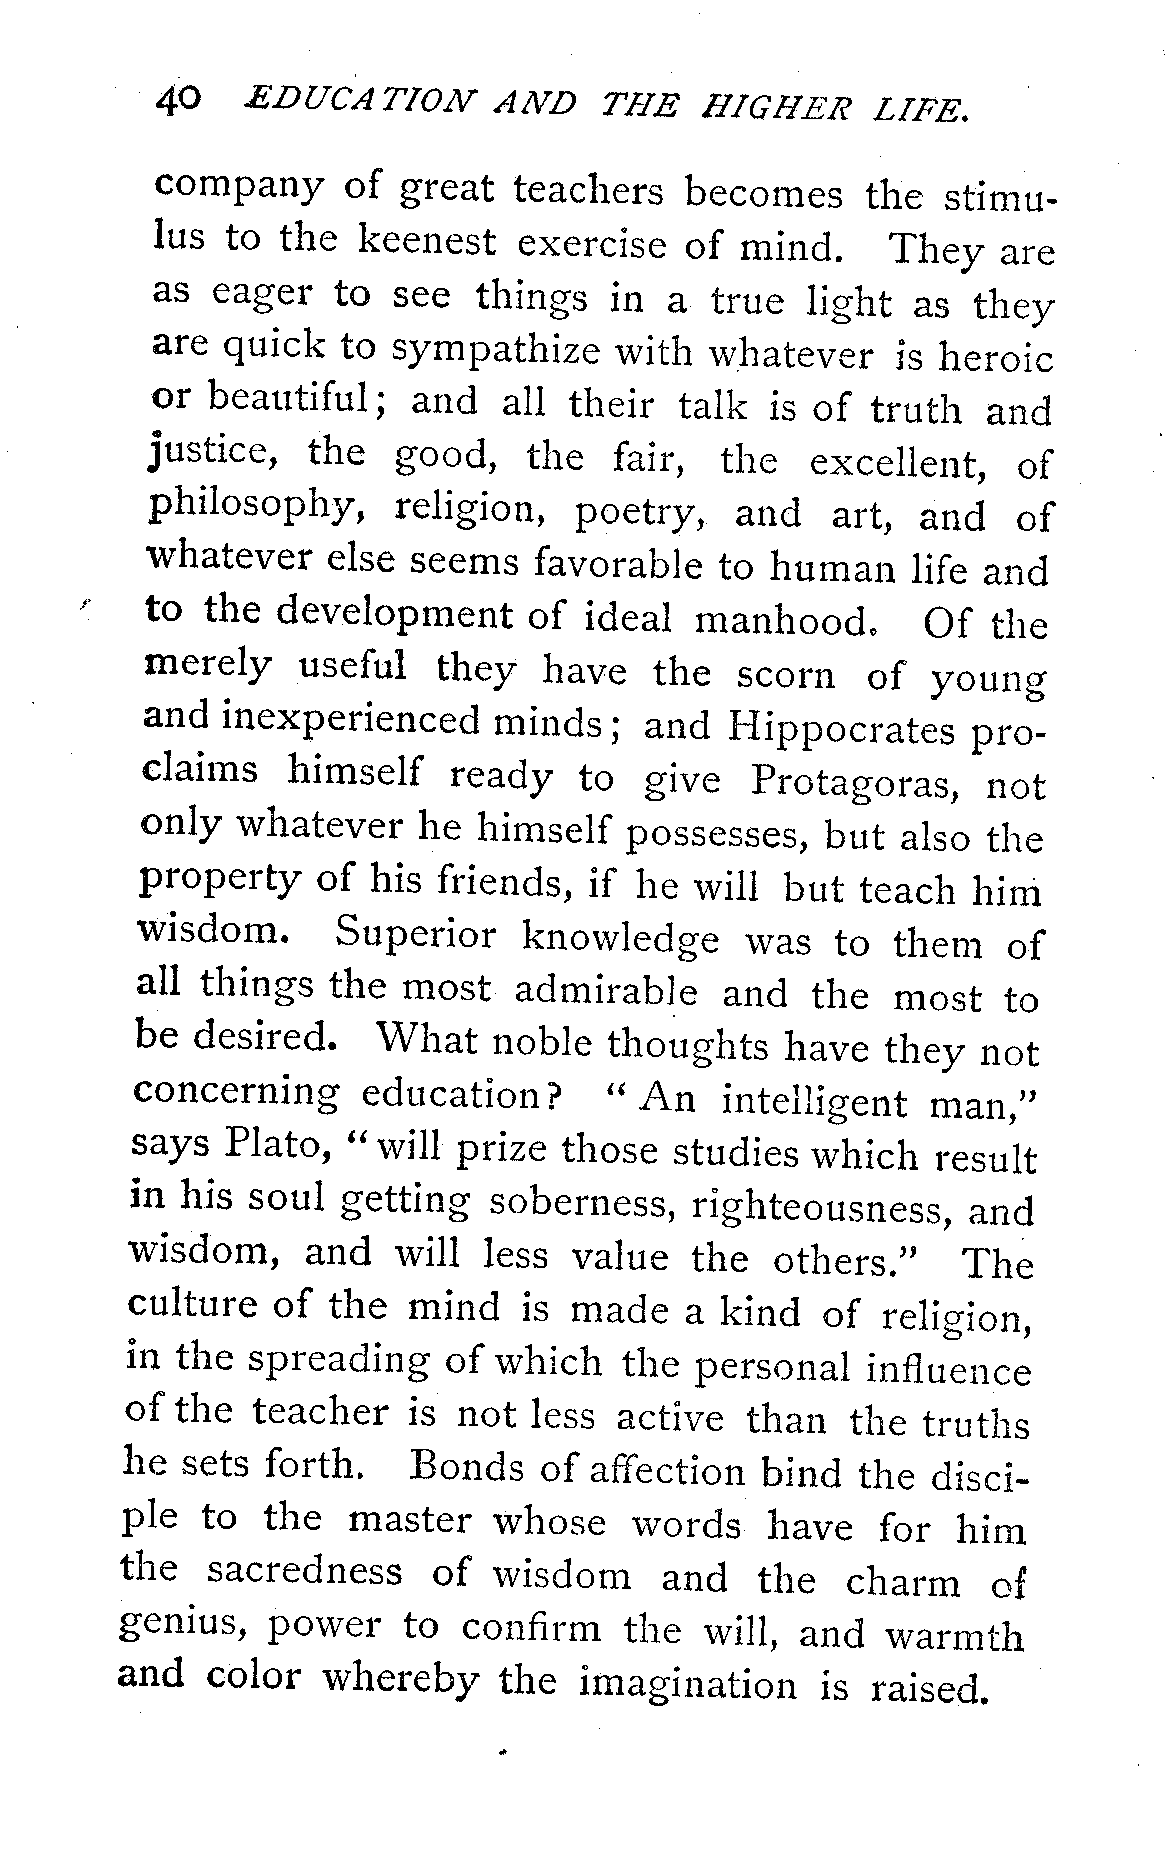 40 EDUCATION AND THE HIGHER LIFE.
company of great teachers becomes the stimu-
lus to the keenest exercise of mind. They are
as eager to see things in a true light as they
are quick to sympathize with whatever is heroic
or beautiful; and all their talk is of truth and
justice, the good, the fair, the excellent, of
philosophy, religion, poetry, and art, and of
whatever else seems favorable to human life and
to the development of ideal manhood. Of the
merely useful they have the scorn of young
and inexperienced minds; and Hippocrates pro-
claims himself ready to give Protagoras, not
only whatever he himself possesses, but also the
property of his friends, if he will but teach him
wisdom. Superior knowledge was to them of
all things the most admirable and the most to
be desired. What noble thoughts have they not
concerning education? “ An intelligent man,”
says Plato, “ will prize those studies which result
in his soul getting soberness, righteousness, and
wisdom, and will less value the others.” The
culture of the mind is made a kind of religion,
in the spreading of which the personal influence
of the teacher is not less active than the truths
he sets forth. Bonds of affection bind the disci-
ple to the master whose words have for him
the sacredness of wisdom and the charm of
genius, power to confirm the will, and warmth
and color whereby the imagination is raised.